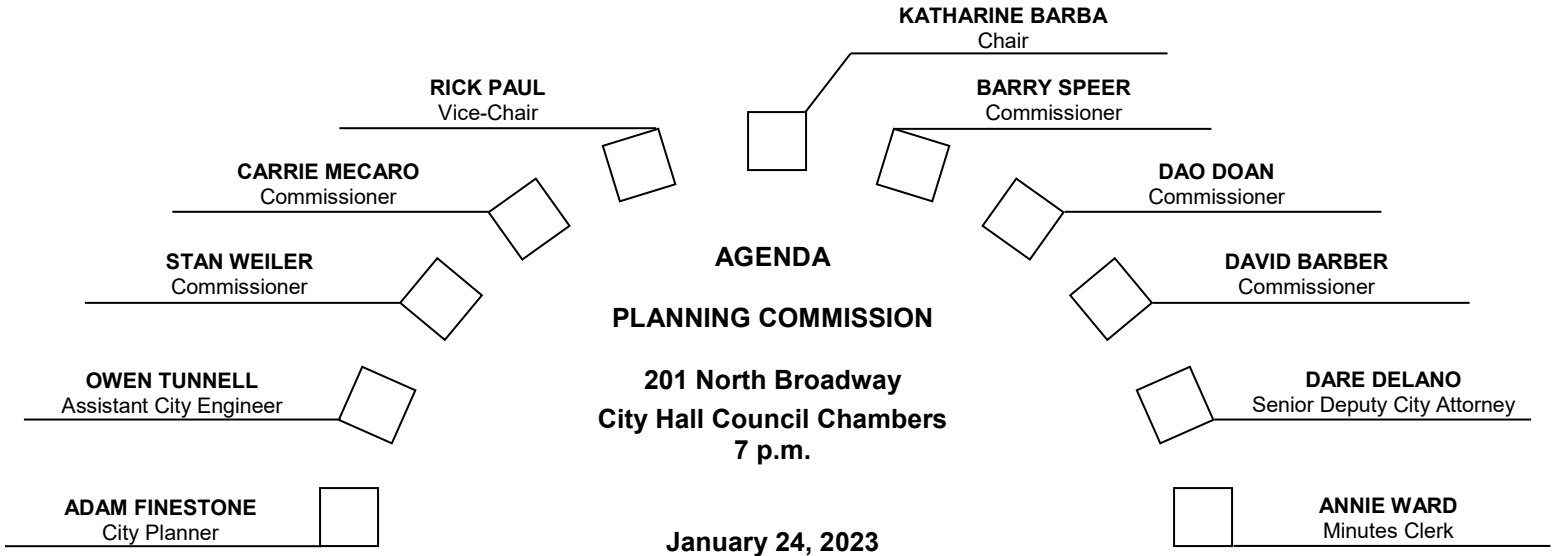 KATHARINE BARBA
Chair
RICK PAUL
Vice-Chair
BARRY SPEER
Commissioner
CARRIE MECARO
Commissioner
DAO DOAN
Commissioner
STAN WEILER
Commissioner
AGENDA
DAVID BARBER
Commissioner
PLANNING COMMISSION
OWEN TUNNELL
Assistant City Engineer
201 North Broadway
City Hall Council Chambers
7 p.m.
DARE DELANO
Senior Deputy City Attorney
ADAM FINESTONE
City Planner
January 24, 2023
ANNIE WARD
Minutes Clerk